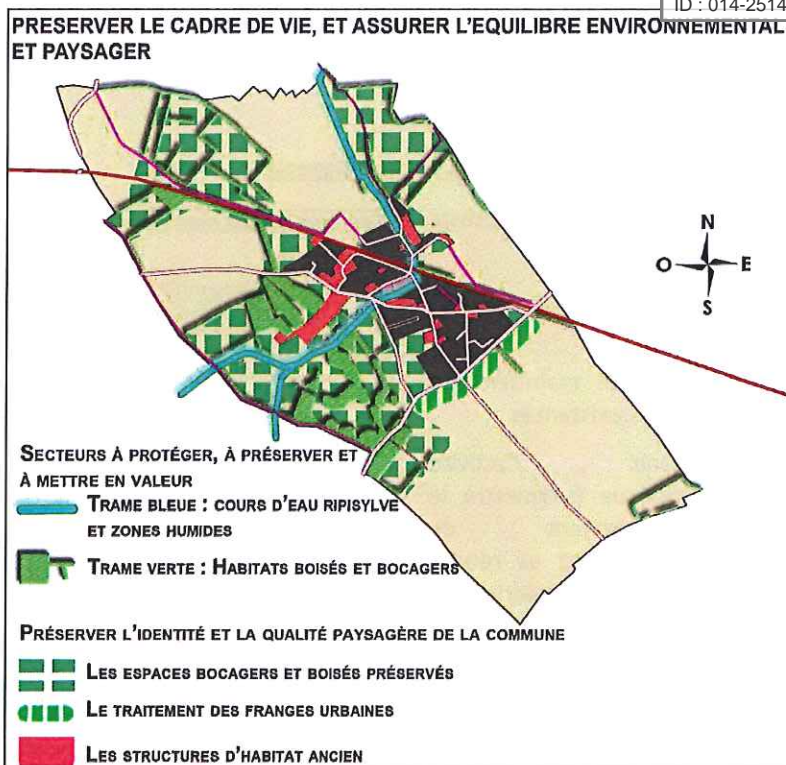 ID : 014-2514
PRESERVER LE CADRE DE VIE, ET ASSURER L'EQUILIBRE ENVIRONNEMENTAL
ET PAYSAGER
N
O E
S
SECTEURS À PROTÉGER, À PRÉSERVER ET
À METTRE EN VALEUR
TRAME BLEUE : COURS D'EAU RIPISYLVE
ET ZONES HUMIDES
TRAME VERTE : HABITATS BOISÉS ET BOCAGERS
PRÉSERVER L'IDENTITÉ ET LA QUALITÉ PAYSAGÈRE DE LA COMMUNE
LES ESPACES BOCAGERS ET BOISÉS PRÉSERVÉS
LE TRAITEMENT DES FRANGES URBAINES
LES STRUCTURES D'HABITAT ANCIEN